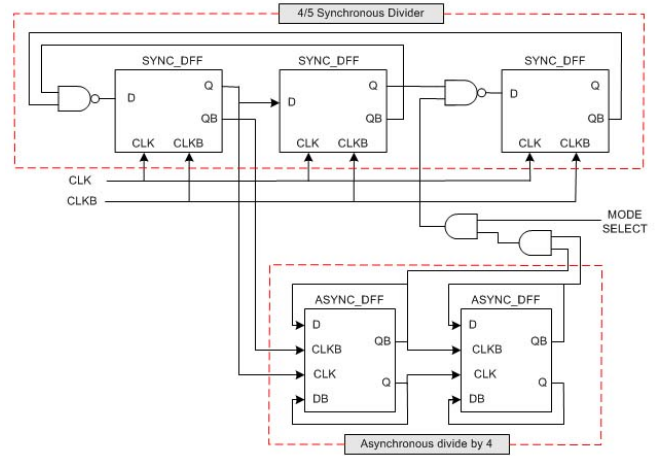 4/5 Synchronous Divider
SYNC_DFF
SYNC_DFF
SYNC_DFF
D
Q
QB
CLK
CLKB
D
Q
QB
CLK
CLKB
D
Q
QB
CLK
CLKB
CLK
CLKB
MODE
SELECT
ASYNC_DFF
ASYNC_DFF
D
CLKB
CLK
DB
QB
Q
D
CLKB
CLK
DB
QB
Q
Asynchronous divide by 4